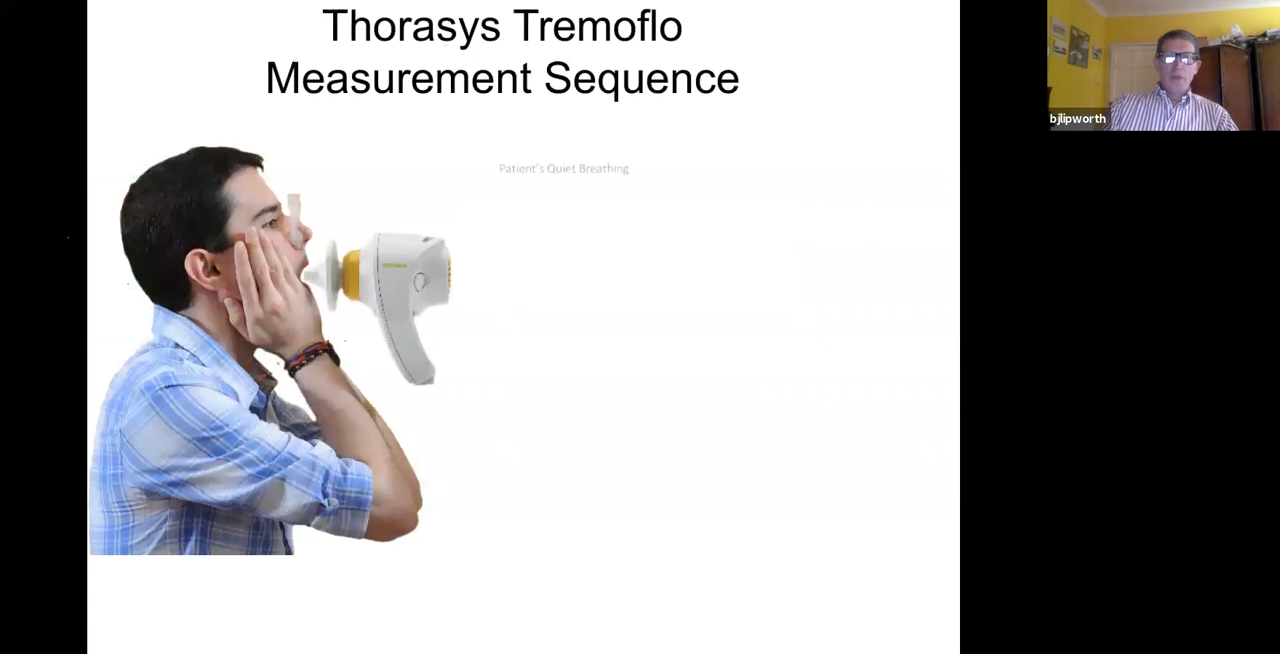 Thorasys Tremoflo
Measurement Sequence
Patient's Quiet Breathing
bjlipworth